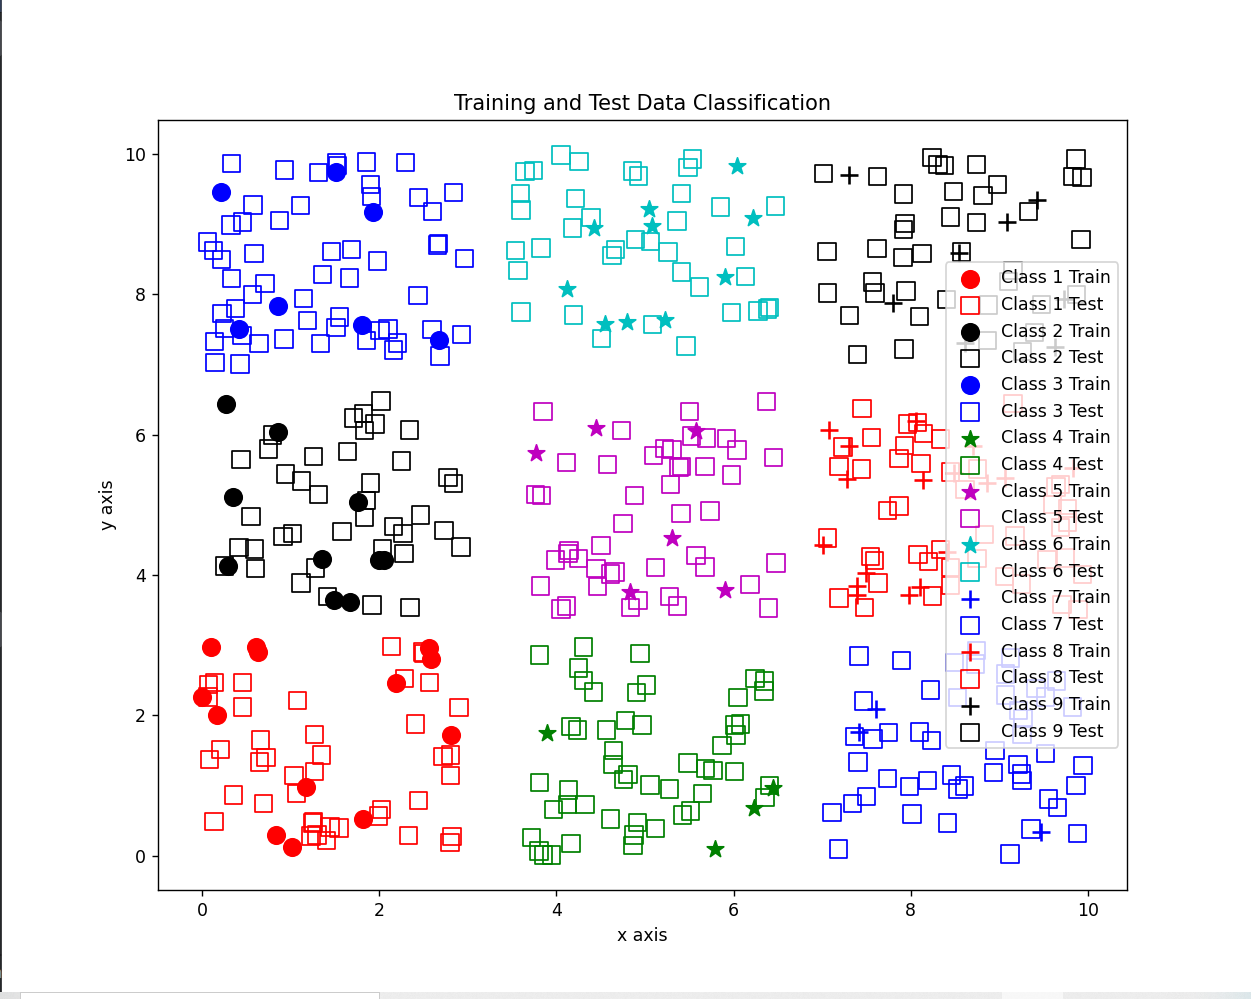 Training and Test Data Classification
10
8
6
4
2
0
y axis
0 2 4 6 8 10
x axis
Class 1 Train
Class 1 Test
Class 2 Train
Class 2 Test
Class 3 Train
Class 3 Test
Class 4 Train
Class 4 Test
Class 5 Train
Class 5 Test
Class 6 Train
Class 6 Test
Class 7 Train
Class 7 Test
Class 8 Train
Class 8 Test
Class 9 Train
Class 9 Test